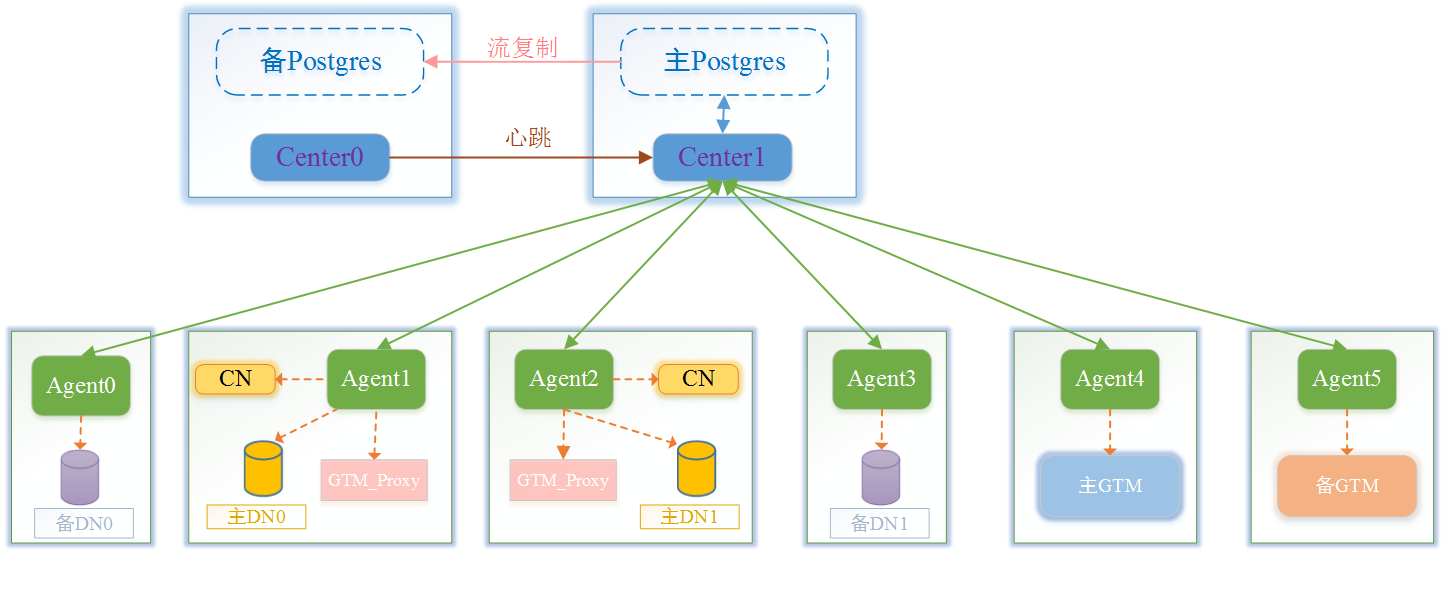 备Postgres
流复制
主Postgres
Center0
心跳
Center1
Agent0
备DN0
CN
Agent1
主DN0
GTM_Proxy
Agent2
CN
GTM_Proxy
主DN1
Agent3
备DN1
Agent4
主GTM
Agent5
备GTM